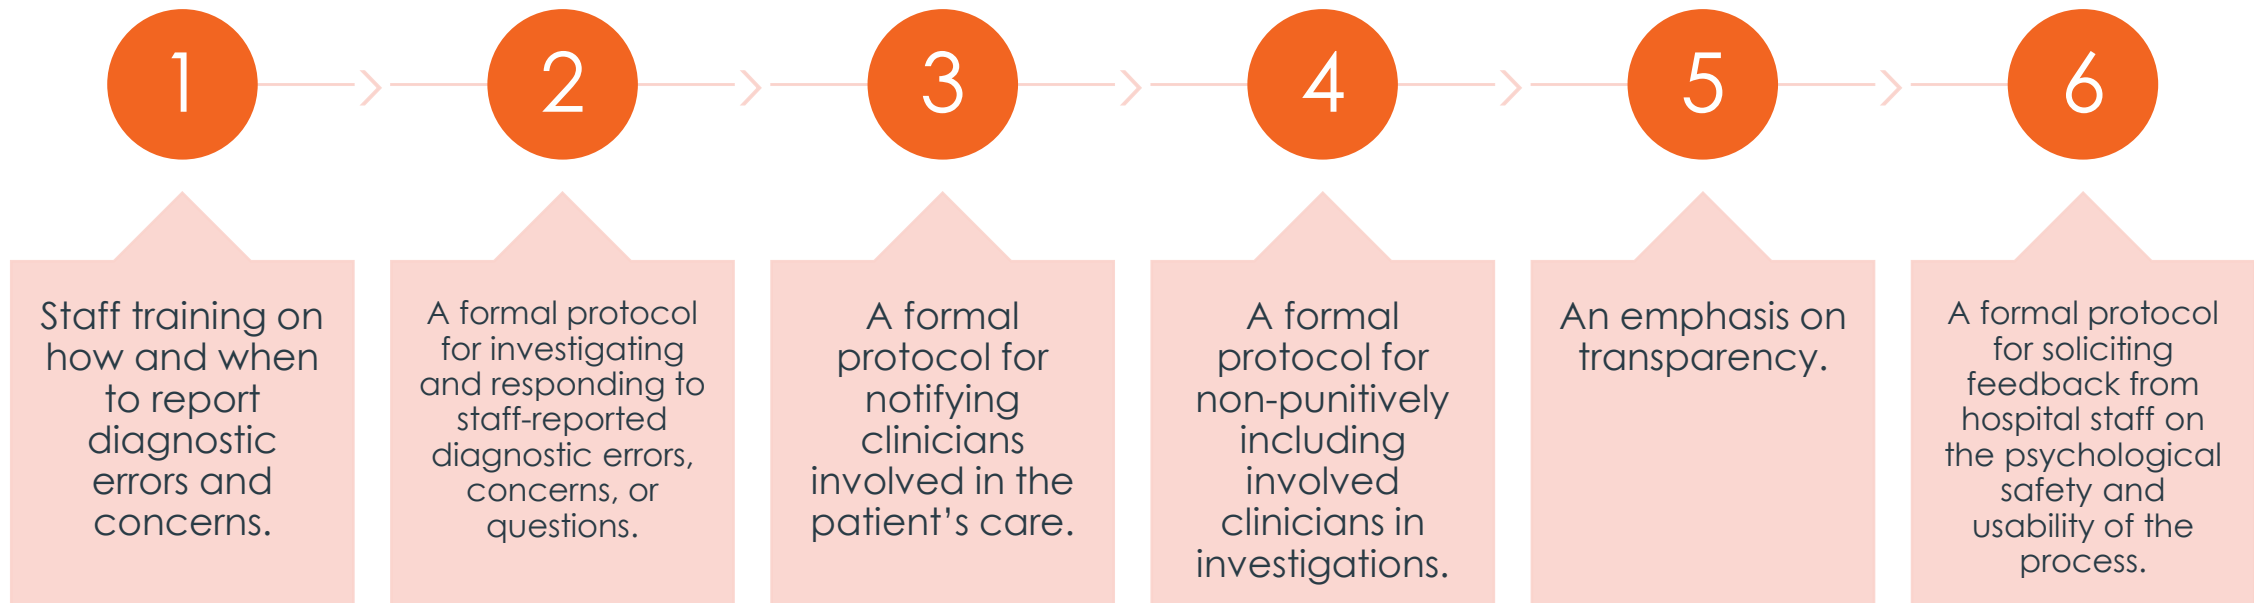 1
2
3
4
5
6
Staff training on
how and when
to report
diagnostic
errors and
concerns.
A formal protocol
for investigating
and responding to
staff-reported
diagnostic errors,
concerns, or
questions.
A formal
protocol for
notifying
clinicians
involved in the
patient’s care.
A formal
protocol for
non-punitively
including
involved
clinicians in
investigations.
An emphasis on
transparency.
A formal protocol
for soliciting
feedback from
hospital staff on
the psychological
safety and
usability of the
process.